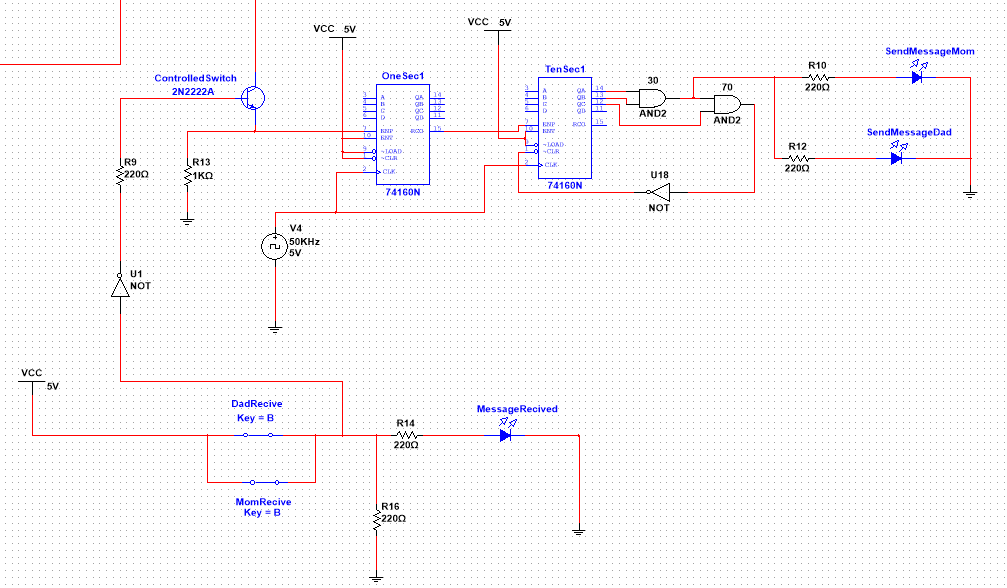 VCC 5V
VCC 5V
ControlledSwitch
2N2222A
OneSec1
3 A QA 14
4 B QB 13
5 C QC 12
6 D QD 11
7 ENP RCO 15
10 ENT
9 ~LOAD
1 ~CLR
2 CLK
74160N
TenSec1
3 A QA 14
4 B QB 13
5 C QC 12
6 D QD 11
7 ENP RCO 15
10 ENT
9 ~LOAD
1 ~CLR
2 CLK
74160N
30
AND2
70
AND2
R10
220Ω
SendMessageMom
SendMessageDad
R12
220Ω
U18
NOT
R9
220Ω
R13
1KΩ
V4
50KHz
5V
U1
NOT
VCC
5V
DadRecive
Key = B
MomRecive
Key = B
R14
220Ω
MessageRecived
R16
220Ω